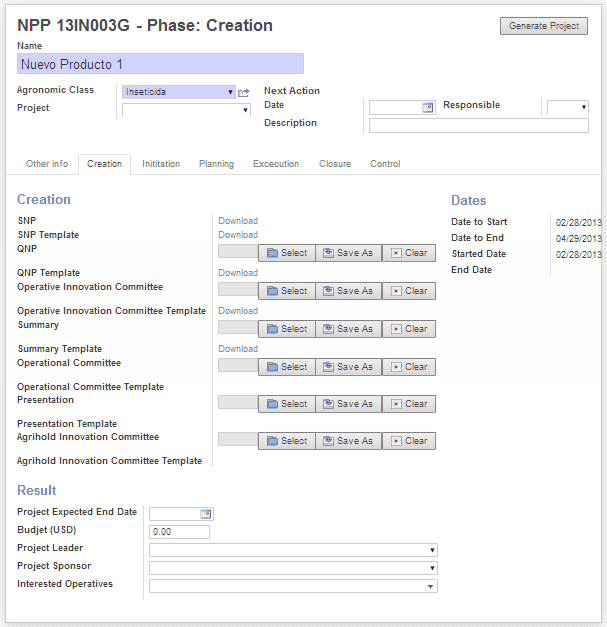 NPP 13IN003G - Phase: Creation
Generate Project
Name
Nuevo Producto 1
Agronomic Class
Inseticida
Project
Next Action
Date
Responsible
Description
Other info
Creation
Inititation
Planning
Excecution
Closure
Control
Creation
SNP
Download
SNP Template
Download
QNP
Select
Save As
Clear
QNP Template
Download
Operative Innovation Committee
Select
Save As
Clear
Operative Innovation Committee Template
Download
Summary
Select
Save As
Clear
Summary Template
Download
Operational Committee
Select
Save As
Clear
Operational Committee Template
Presentation
Select
Save As
Clear
Presentation Template
Agrihold Innovation Committee
Select
Save As
Clear
Agrihold Innovation Committee Template
Dates
Date to Start
02/28/2013
Date to End
04/29/2013
Started Date
02/28/2013
End Date
Result
Project Expected End Date
Budjet (USD)
0.00
Project Leader
Project Sponsor
Interested Operatives